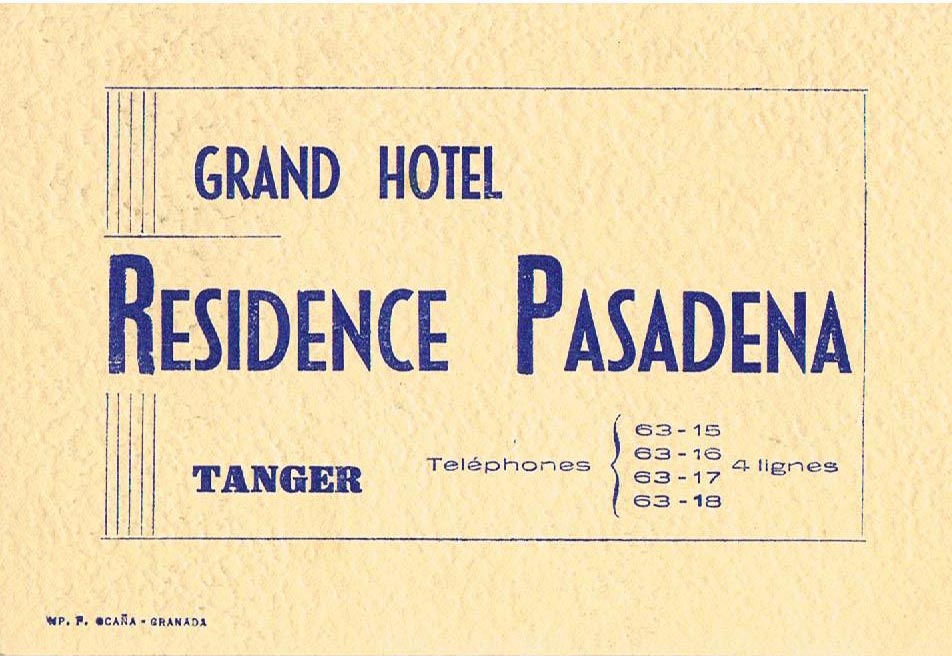 GRAND HOTEL
RESIDENCE PASADENA
TANGER
Teléphones
63-15
63-16
63-17
63-18
4 lignes
IMP. F. OCAÑA - GRANADA